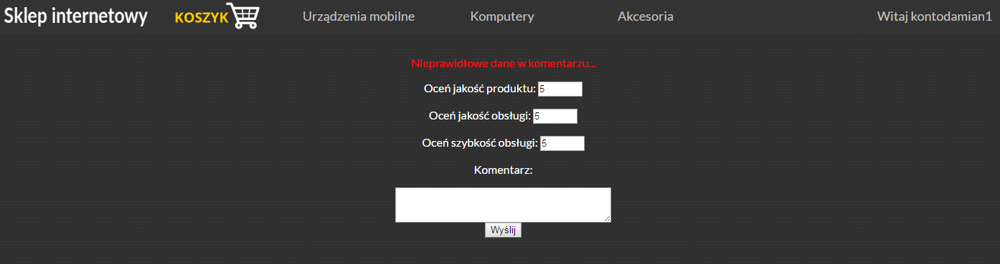 Sklep internetowy KOSZYK Urządzenia mobilne Komputery Akcesoria Witaj kontodamian1
Nieprawidłowe dane w komentarzu...
Oceń jakość produktu: 5
Oceń jakość obsługi: 5
Oceń szybkość obsługi: 5
Komentarz:
Wyślij